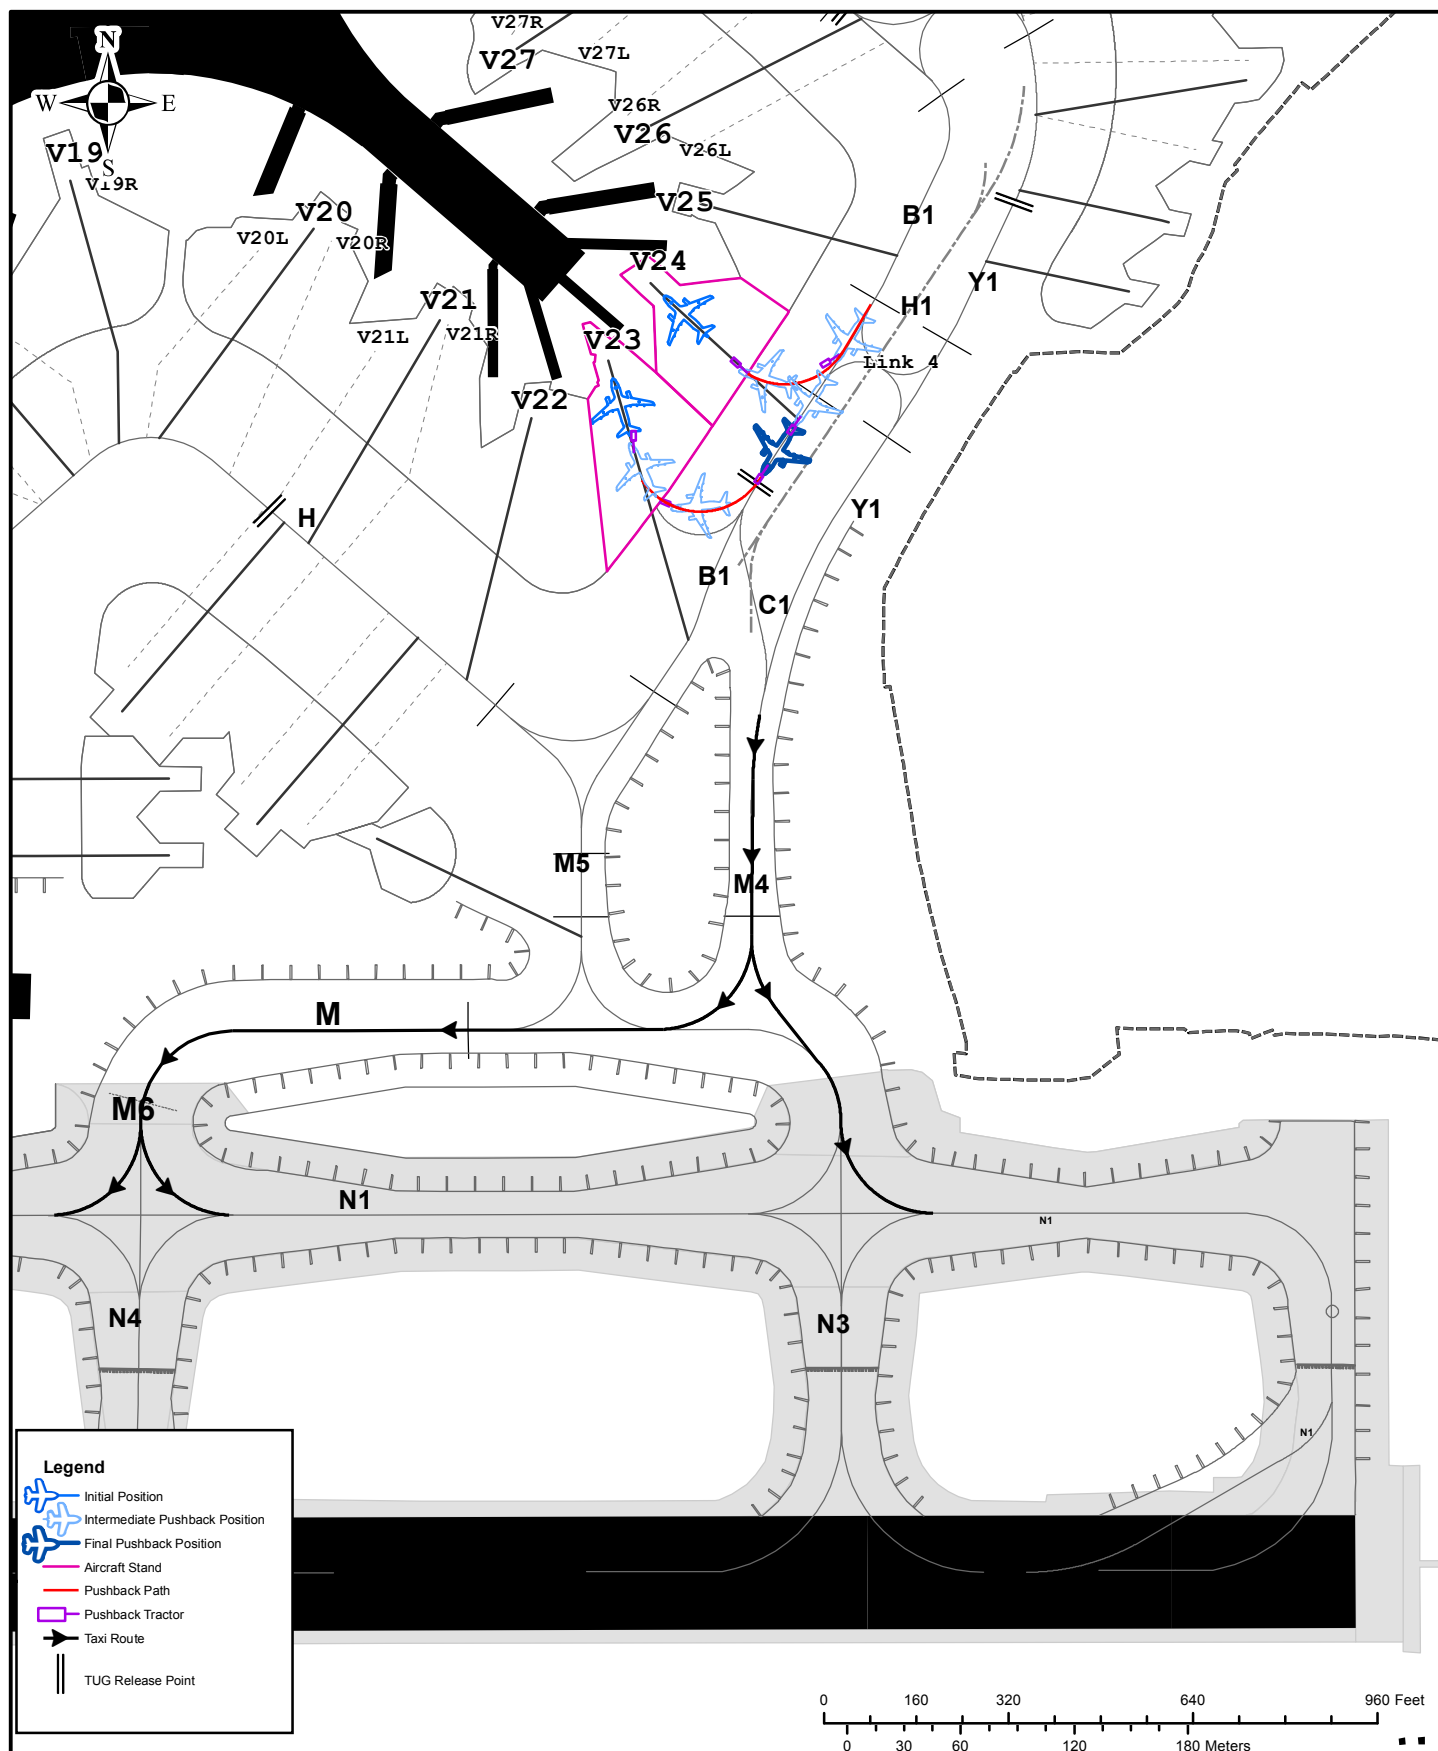 V27R
V27
V27L
N
W
E
S
V26R
V26
V26L
V19
V19R
V25
V20
V20L
V20R
B1
V24
Y1
V21
H1
V21L
V21R
V23
Link 4
V22
H
Y1
B1
C1
M5
M4
M
M6
N1
N1
N4
N3
N1
Legend
Initial Position
Intermediate Pushback Position
Final Pushback Position
Aircraft Stand
Pushback Path
Pushback Tractor
Taxi Route
TUG Release Point
0 160 320 640 960 Feet
0 30 60 120 180 Meters